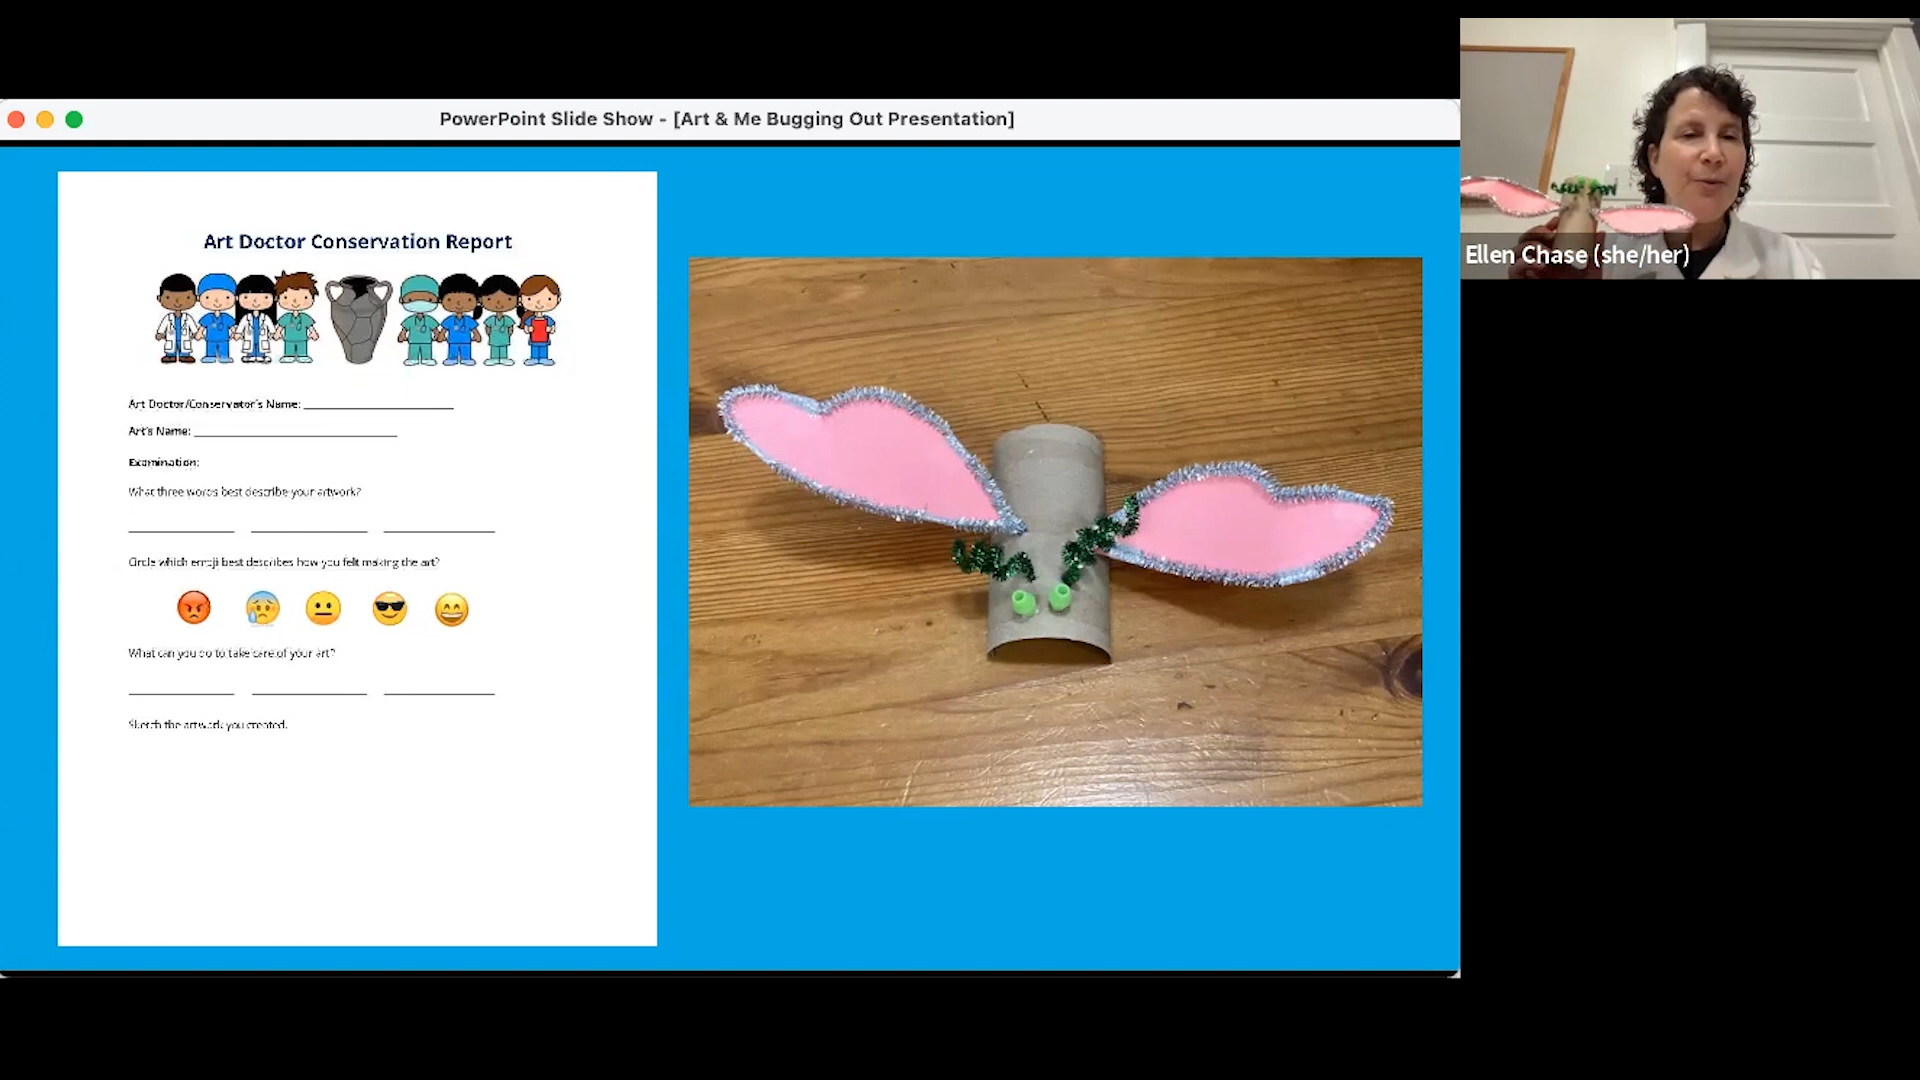 PowerPoint Slide Show - [Art & Me Bugging Out Presentation]
Art Doctor Conservation Report
Art Doctor/Conservator's Name:
Art's Name:
Examination:
What three words best describe your artwork?
Circle which emoji best describes how you felt making the art?
What can you do to take care of your art?
Sketch the artwork you created.
Ellen Chase (she/her)